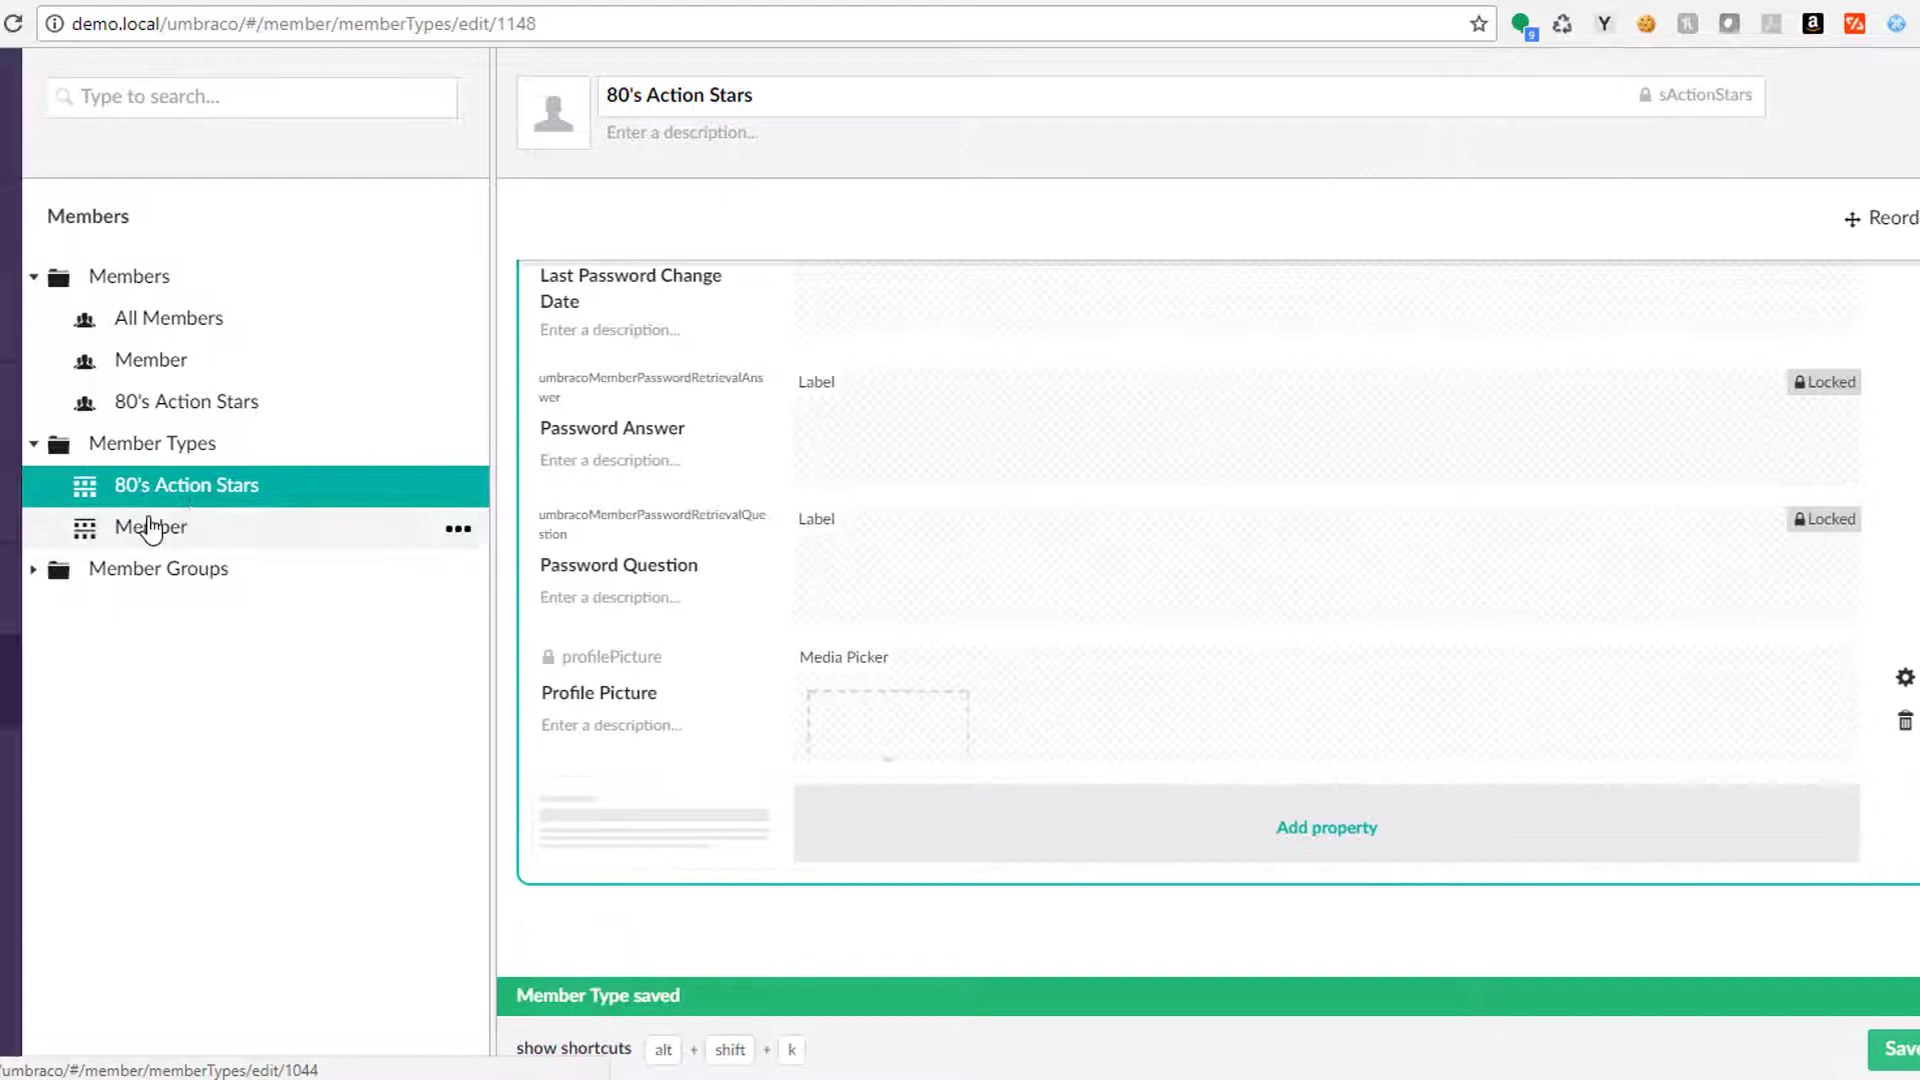 demo.local/umbraco/#/member/memberTypes/edit/1148
9
Y
a
Type to search...
80's Action Stars
sActionStars
Enter a description...
Members
Reord
Members
All Members
Member
80's Action Stars
Member Types
80's Action Stars
Member
Member Groups
Last Password Change
Date
Enter a description...
umbracoMemberPasswordRetrievalAns
wer
Label
Locked
Password Answer
Enter a description...
umbracoMemberPasswordRetrievalQue
stion
Label
Locked
Password Question
Enter a description...
profilePicture
Media Picker
Profile Picture
Enter a description...
Add property
Member Type saved
show shortcuts alt + shift + k
Save
umbraco/#/member/memberTypes/edit/1044